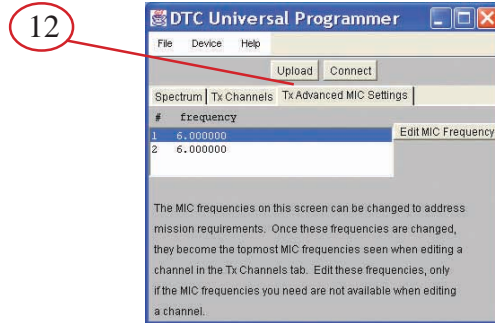 12
DTC Universal Programmer
File Device Help
Upload Connect
Spectrum Tx Channels Tx Advanced MIC Settings
# frequency
1 6.000000 Edit MIC Frequency
2 6.000000
The MIC frequencies on this screen can be changed to address
mission requirements. Once these frequencies are changed,
they become the topmost MIC frequencies seen when editing a
channel in the Tx Channels tab. Edit these frequencies, only
if the MIC frequencies you need are not available when editing
a channel.